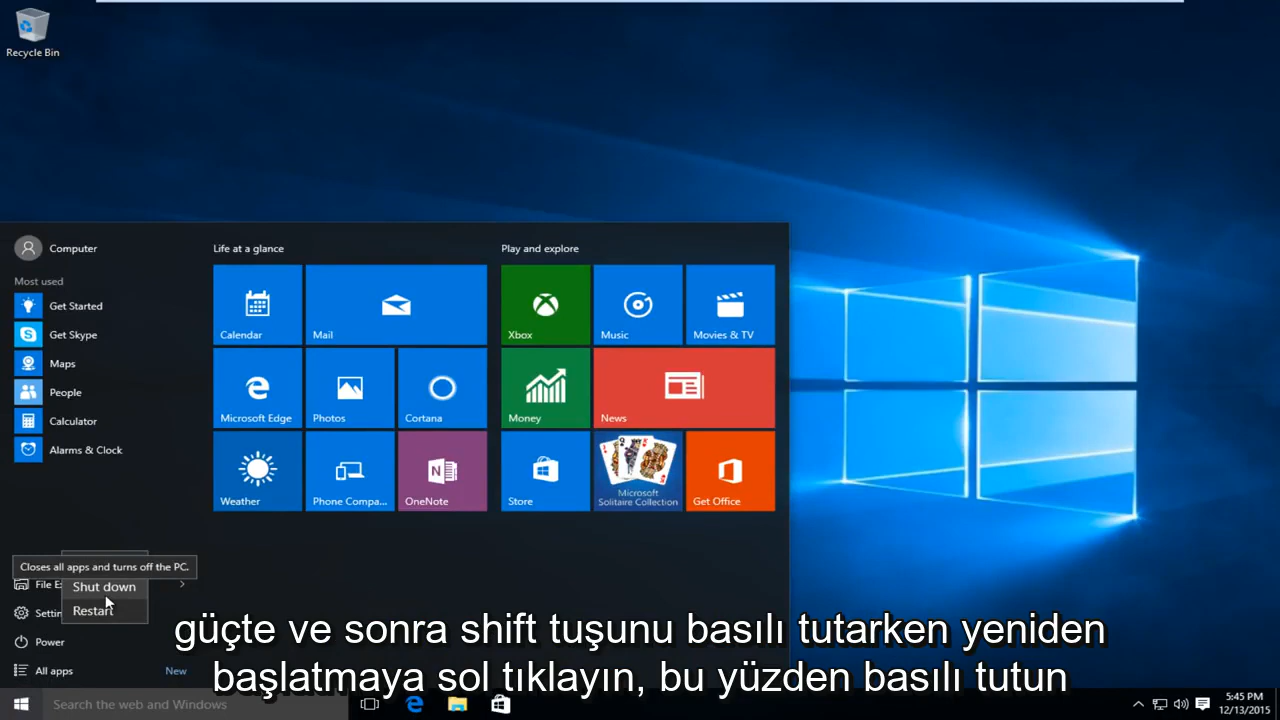 Recycle Bin
Computer
Life at a glance
Play and explore
Most used
Get Started
Get Skype
Maps
People
Calculator
Alarms & Clock
Calendar
Mail
Xbox
Music
Movies & TV
Microsoft Edge
Photos
Cortana
Money
News
Weather
Phone Compa...
OneNote
Store
Microsoft
Solitaire Collection
Get Office
Closes all apps and turns off the PC.
File Ex
Shut down
Settin
Restart
Power
All apps
New
güçte ve sonra shift tuşunu basılı tutarken yeniden
başlatmaya sol tıklayın, bu yüzden basılı tutun
Search the web and Windows
5:45 PM
12/13/2015